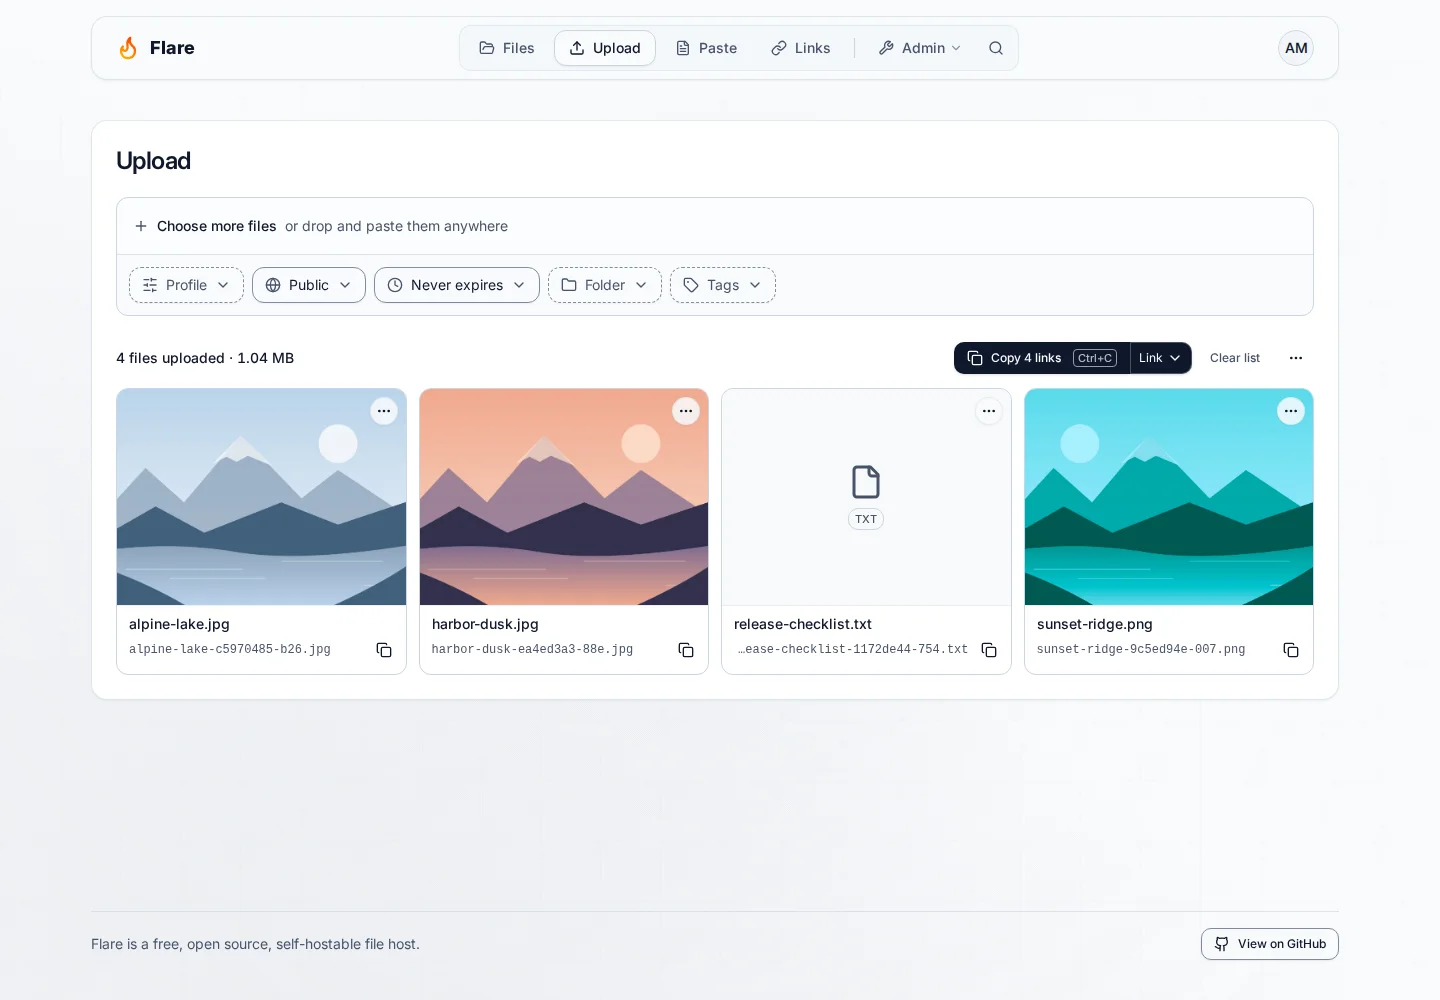 Flare
Files
Upload
Paste
Links
Admin
AM
Upload
Choose more files or drop and paste them anywhere
Profile
Public
Never expires
Folder
Tags
4 files uploaded · 1.04 MB
Copy 4 links Ctrl+C
Link
Clear list
TXT
alpine-lake.jpg
alpine-lake-c5970485-b26.jpg
harbor-dusk.jpg
harbor-dusk-ea4ed3a3-88e.jpg
release-checklist.txt
…ease-checklist-1172de44-754.txt
sunset-ridge.png
sunset-ridge-9c5ed94e-007.png
Flare is a free, open source, self-hostable file host.
View on GitHub